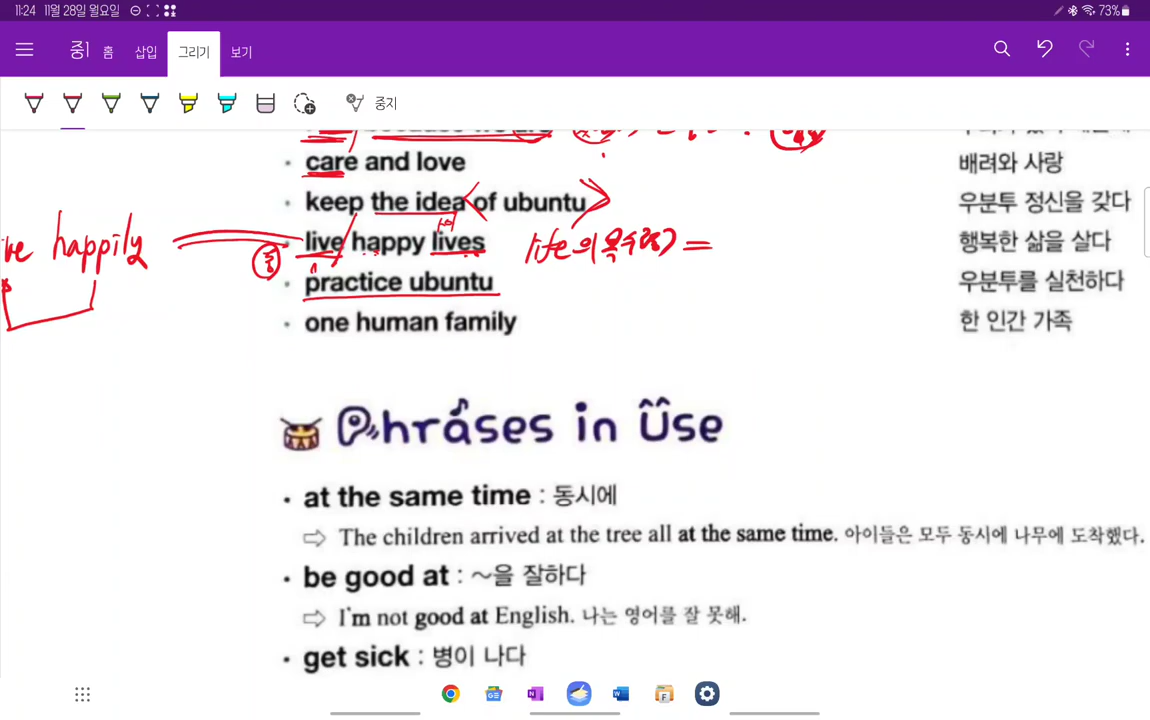 11:24 11월 28일 월요일
73%
중1 홈 삽입 그리기 보기
중지
care and love 배려와 사랑
keep the idea of ubuntu 우분투 정신을 갖다
happily
live happy lives 행복한 삶을 살다
life의 복수형) =
practice ubuntu 우분투를 실천하다
one human family 한 인간 가족
Phrases in Use
• at the same time : 동시에
⇨ The children arrived at the tree all at the same time. 아이들은 모두 동시에 나무에 도착했다.
• be good at : ～을 잘하다
⇨ I'm not good at English. 나는 영어를 잘 못해.
• get sick : 병이 나다